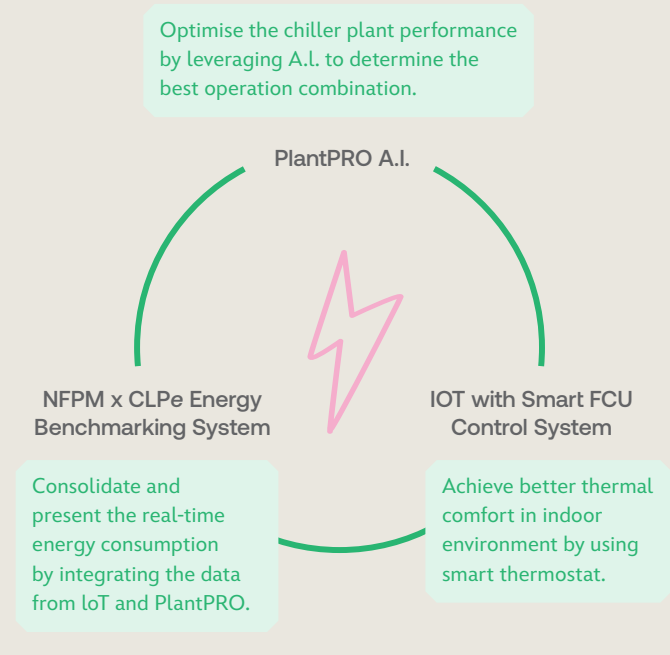 Optimise the chiller plant performance
by leveraging A.l. to determine the
best operation combination.
PlantPRO A.I.
NFPM x CLPe Energy
Benchmarking System
IOT with Smart FCU
Control System
Consolidate and
present the real-time
energy consumption
by integrating the data
from loT and PlantPRO.
Achieve better thermal
comfort in indoor
environment by using
smart thermostat.